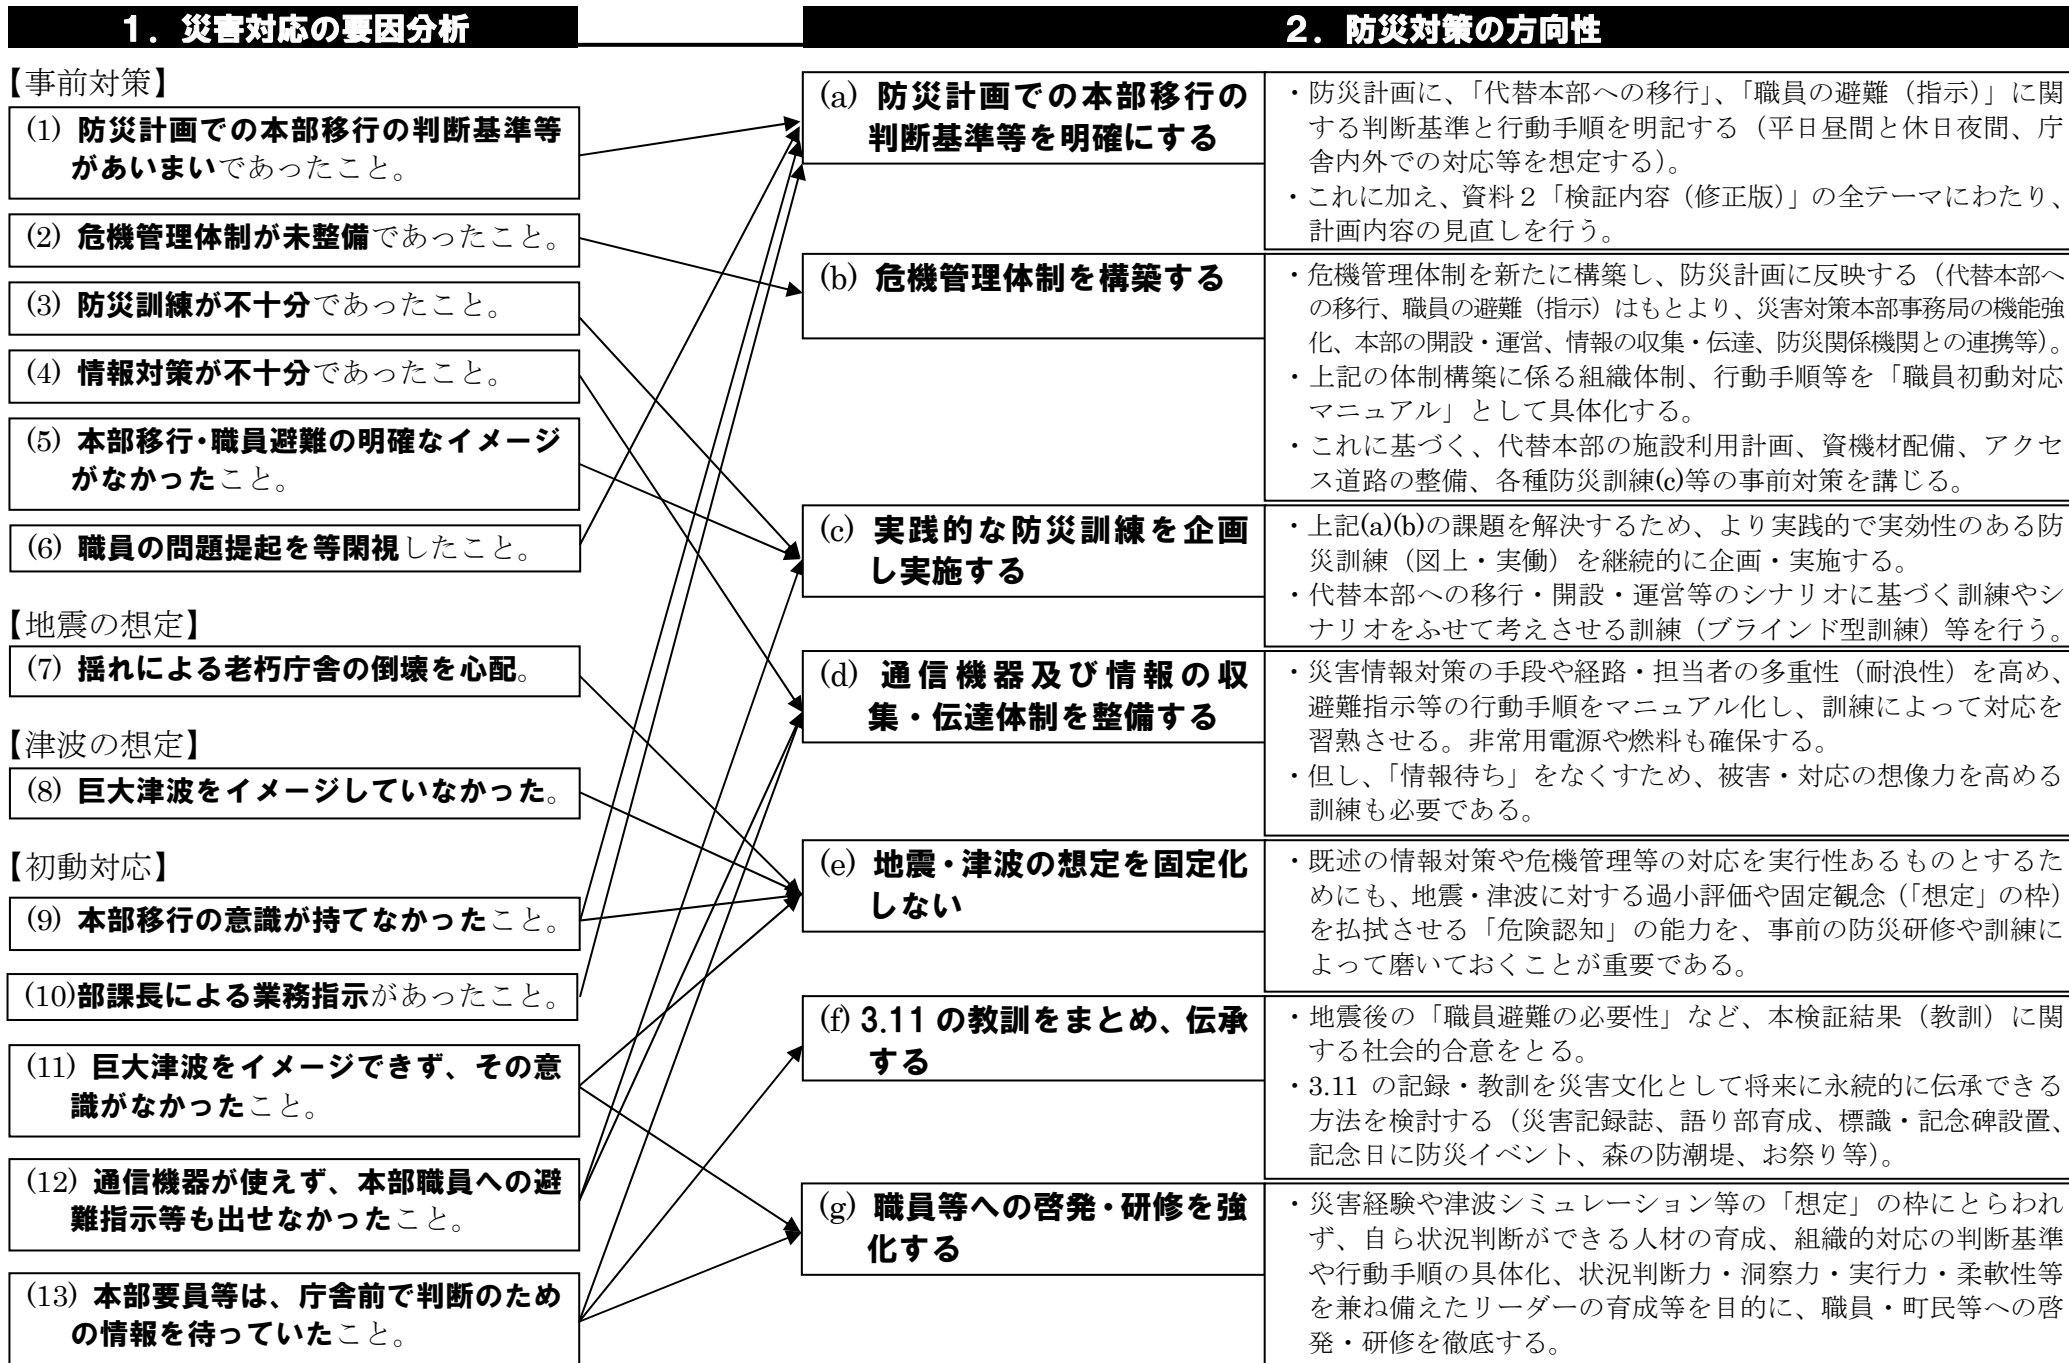 1．災害対応の要因分析
【事前対策】
(1) 防災計画での本部移行の判断基準等
があいまいであったこと。
(2) 危機管理体制が未整備であったこと。
(3) 防災訓練が不十分であったこと。
(4) 情報対策が不十分であったこと。
(5) 本部移行･職員避難の明確なイメージ
がなかったこと。
(6) 職員の問題提起を等閑視したこと。
【地震の想定】
(7) 揺れによる老朽庁舎の倒壊を心配。
【津波の想定】
(8) 巨大津波をイメージしていなかった。
【初動対応】
(9) 本部移行の意識が持てなかったこと。
(10)部課長による業務指示があったこと。
(11) 巨大津波をイメージできず、その意
識がなかったこと。
(12) 通信機器が使えず、本部職員への避
難指示等も出せなかったこと。
(13) 本部要員等は、庁舎前で判断のため
の情報を待っていたこと。
2．防災対策の方向性
(a) 防災計画での本部移行の
判断基準等を明確にする
・防災計画に、「代替本部への移行」、「職員の避難（指示）」に関
する判断基準と行動手順を明記する（平日昼間と休日夜間、庁
舎内外での対応等を想定する）。
・これに加え、資料２「検証内容（修正版）」の全テーマにわたり、
計画内容の見直しを行う。
(b) 危機管理体制を構築する
・危機管理体制を新たに構築し、防災計画に反映する（代替本部へ
の移行、職員の避難（指示）はもとより、災害対策本部事務局の機能強
化、本部の開設・運営、情報の収集・伝達、防災関係機関との連携等）。
・上記の体制構築に係る組織体制、行動手順等を「職員初動対応
マニュアル」として具体化する。
・これに基づく、代替本部の施設利用計画、資機材配備、アクセ
ス道路の整備、各種防災訓練(c)等の事前対策を講じる。
(c) 実践的な防災訓練を企画
し実施する
・上記(a)(b)の課題を解決するため、より実践的で実効性のある防
災訓練（図上・実働）を継続的に企画・実施する。
・代替本部への移行・開設・運営等のシナリオに基づく訓練やシ
ナリオをふせて考えさせる訓練（ブラインド型訓練）等を行う。
(d) 通信機器及び情報の収
集・伝達体制を整備する
・災害情報対策の手段や経路・担当者の多重性（耐浪性）を高め、
避難指示等の行動手順をマニュアル化し、訓練によって対応を
習熟させる。非常用電源や燃料も確保する。
・但し、「情報待ち」をなくすため、被害・対応の想像力を高める
訓練も必要である。
(e) 地震・津波の想定を固定化
しない
・既述の情報対策や危機管理等の対応を実行性あるものとするた
めにも、地震・津波に対する過小評価や固定観念（「想定」の枠）
を払拭させる「危険認知」の能力を、事前の防災研修や訓練に
よって磨いておくことが重要である。
(f) 3.11 の教訓をまとめ、伝承
する
・地震後の「職員避難の必要性」など、本検証結果（教訓）に関
する社会的合意をとる。
・3.11 の記録・教訓を災害文化として将来に永続的に伝承できる
方法を検討する（災害記録誌、語り部育成、標識・記念碑設置、
記念日に防災イベント、森の防潮堤、お祭り等）。
(g) 職員等への啓発・研修を強
化する
・災害経験や津波シミュレーション等の「想定」の枠にとらわれ
ず、自ら状況判断ができる人材の育成、組織的対応の判断基準
や行動手順の具体化、状況判断力・洞察力・実行力・柔軟性等
を兼ね備えたリーダーの育成等を目的に、職員・町民等への啓
発・研修を徹底する。